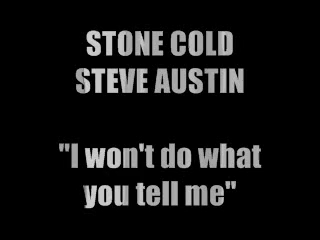 STONE COLD
STEVE AUSTIN
"I won't do what
you tell me"